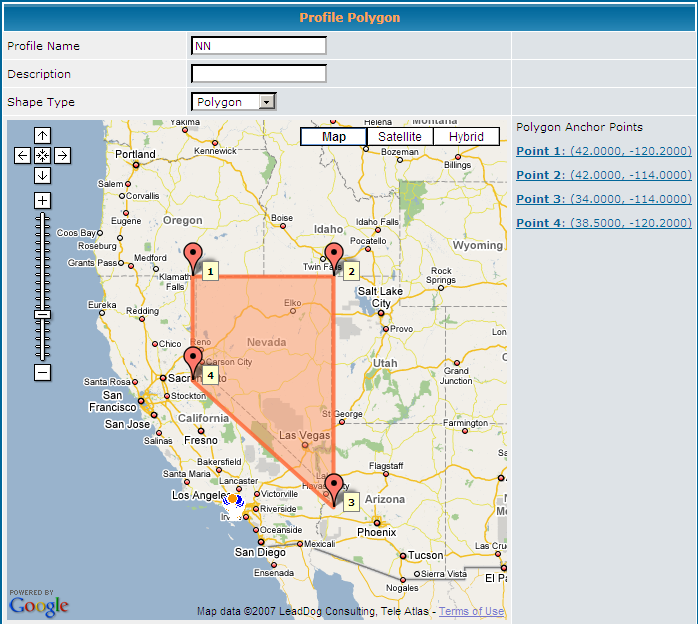 Profile Polygon
Profile Name
NN
Description
Shape Type
Polygon
Map
Satellite
Hybrid
Polygon Anchor Points
Point 1: (42.0000, -120.2000)
Point 2: (42.0000, -114.0000)
Point 3: (34.0000, -114.0000)
Point 4: (38.5000, -120.2000)
Yakima
Helena
Montana
Kennewick
Bozeman
Billings
Portland
Salem
Corvallis
Eugene
Oregon
Coos Bay
Roseburg
Boise
Idaho
Idaho Falls
Pocatello
Wyoming
Grants Pass
Medford
Klamath Falls
1
Twin Falls
2
Rock Springs
Salt Lake City
Eureka
Redding
Elko
Provo
Chico
Nevada
Carson City
Utah
4
Grand Junction
Santa Rosa
Stockton
San Francisco
San Jose
California
Salinas
Fresno
St George
Farmington
Las Vegas
Bakersfield
Flagstaff
Santa Maria
Lancaster
Victorville
3
Arizona
Los Angeles
Riverside
Phoenix
Oceanside
San Diego
Mexicali
Tucson
Las Cru
Ensenada
Sierra Vista
El P
Nogales
POWERED BY
Google
Map data ©2007 LeadDog Consulting, Tele Atlas - Terms of Use